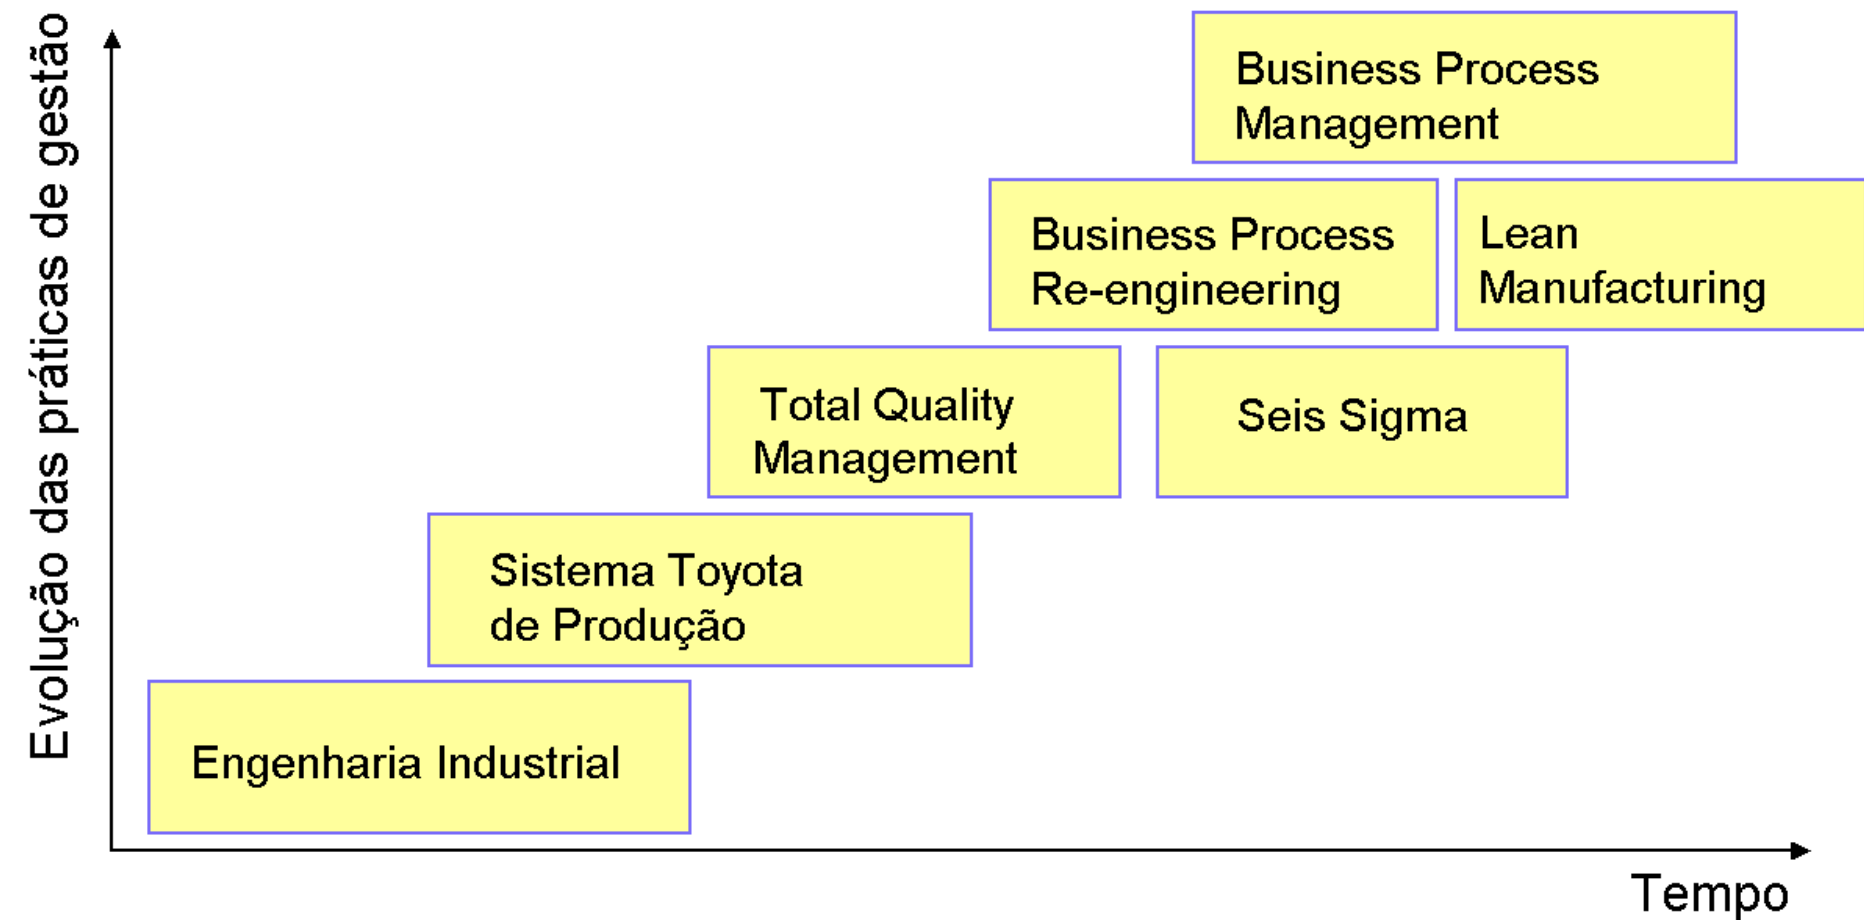 Evolução das práticas de gestão
Business Process
Management
Business Process
Re-engineering
Lean
Manufacturing
Total Quality
Management
Seis Sigma
Sistema Toyota
de Produção
Engenharia Industrial
Tempo